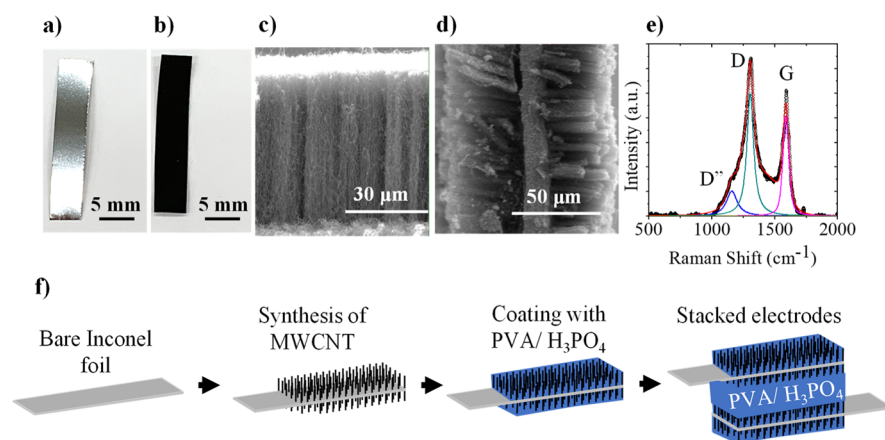 a)
b)
c)
d)
e)
5 mm
5 mm
30 µm
50 µm
D
G
D”
Intensity (a.u.)
500
1000
1500
2000
Raman Shift (cm⁻¹)
f)
Bare Inconel
foil
Synthesis of
MWCNT
Coating with
PVA/ H₃PO₄
Stacked electrodes
PVA/ H₃PO₄